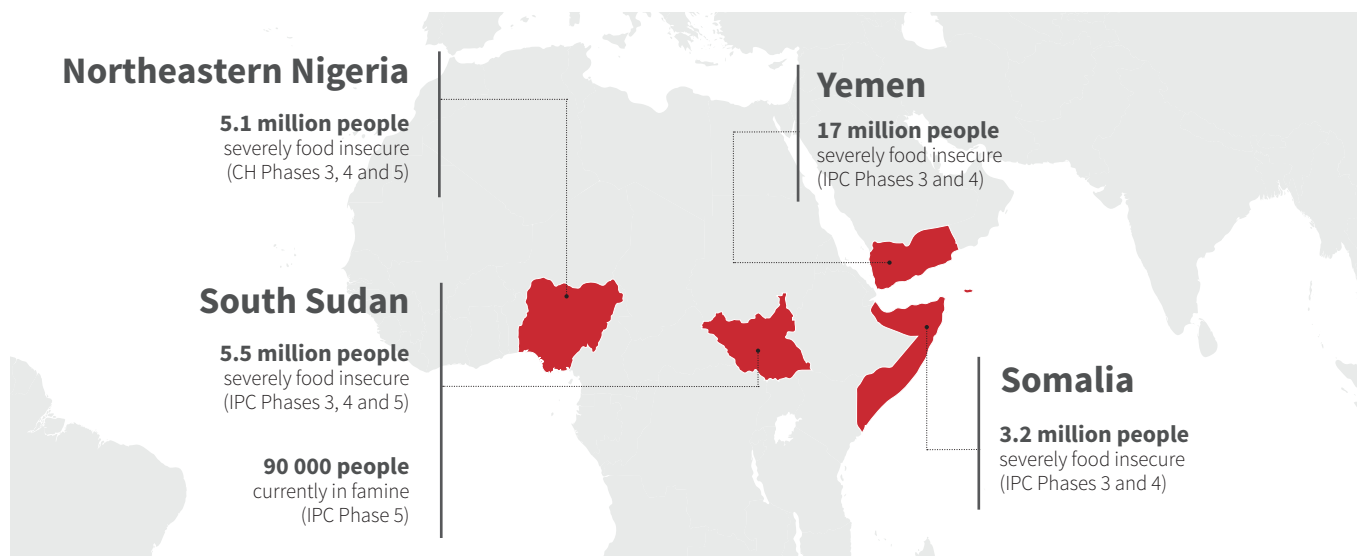 Northeastern Nigeria
5.1 million people
severely food insecure
(CH Phases 3, 4 and 5)
South Sudan
5.5 million people
severely food insecure
(IPC Phases 3, 4 and 5)
90 000 people
currently in famine
(IPC Phase 5)
Yemen
17 million people
severely food insecure
(IPC Phases 3 and 4)
Somalia
3.2 million people
severely food insecure
(IPC Phases 3 and 4)